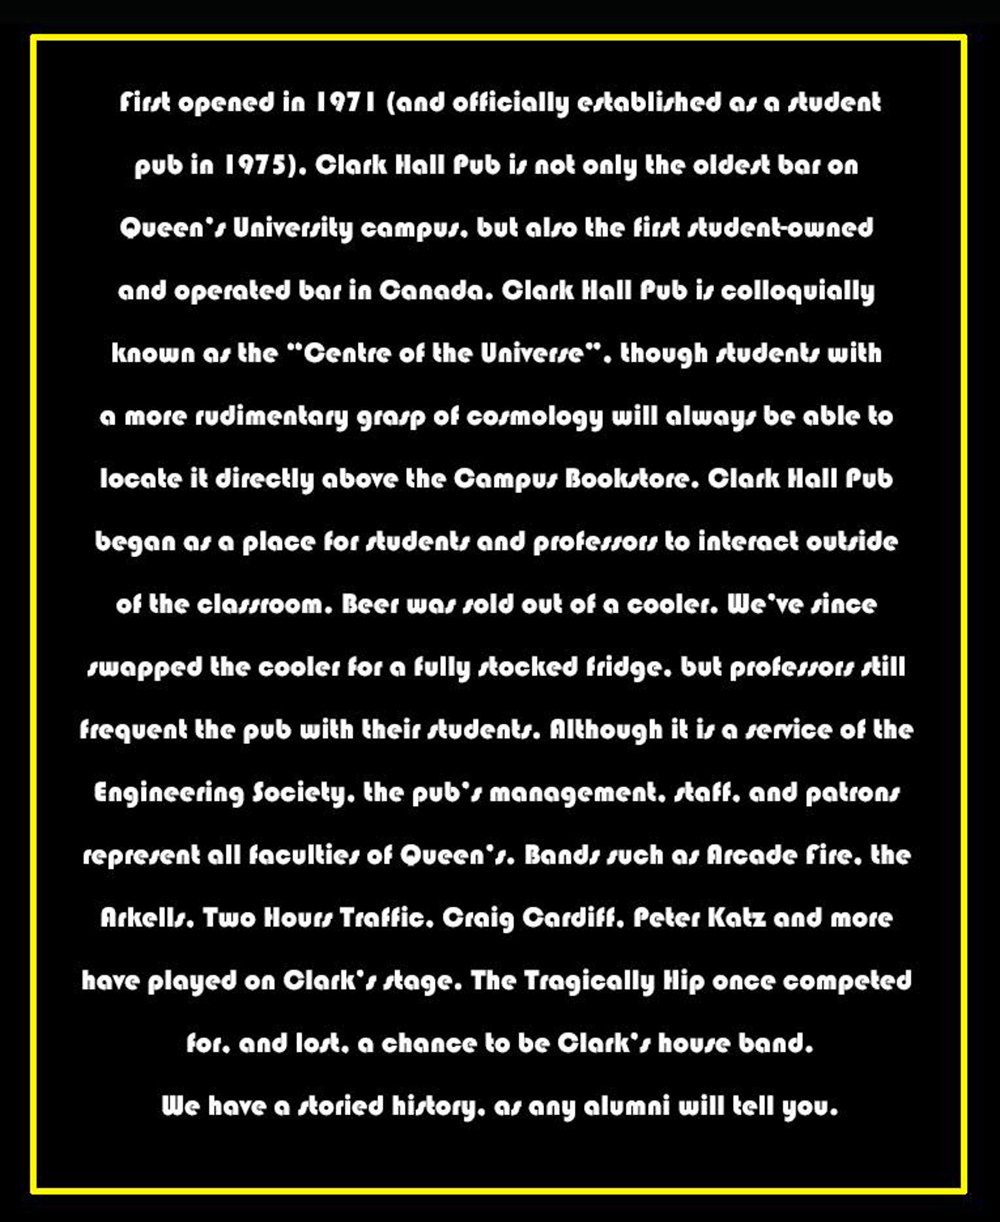 First opened in 1971 (and officially established as a student
pub in 1975), Clark Hall Pub is not only the oldest bar on
Queen's University campus, but also the first student-owned
and operated bar in Canada. Clark Hall Pub is colloquially
known as the "Centre of the Universe", though students with
a more rudimentary grasp of cosmology will always be able to
locate it directly above the Campus Bookstore. Clark Hall Pub
began as a place for students and professors to interact outside
of the classroom. Beer was sold out of a cooler. We've since
swapped the cooler for a fully stocked fridge, but professors still
frequent the pub with their students. Although it is a service of the
Engineering Society, the pub's management, staff, and patrons
represent all faculties of Queen's. Bands such as Arcade Fire, the
Arkells, Two Hours Traffic, Craig Cardiff, Peter Katz and more
have played on Clark's stage. The Tragically Hip once competed
for, and lost, a chance to be Clark's house band.
We have a storied history, as any alumni will tell you.